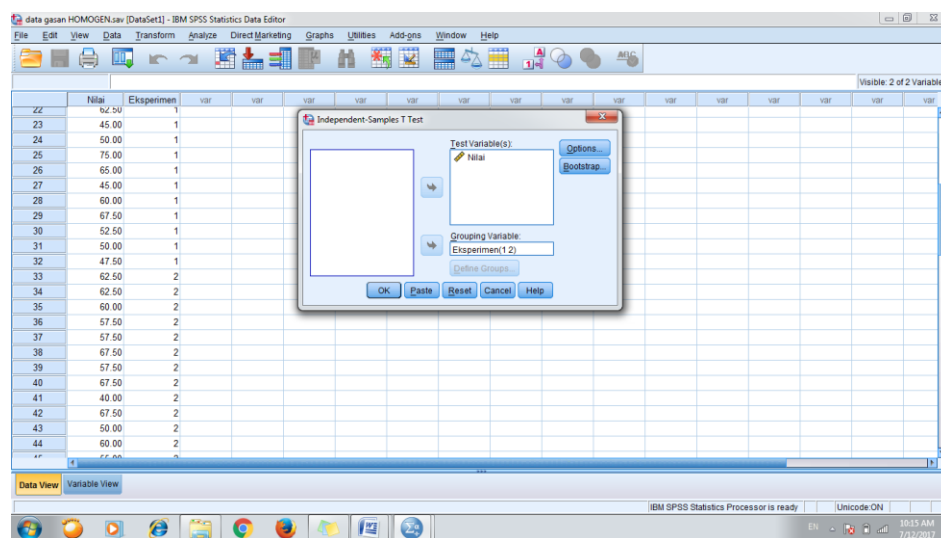 data gasan HOMOGEN.sav [DataSet1] - IBM SPSS Statistics Data Editor
File Edit View Data Transform Analyze Direct Marketing Graphs Utilities Add-ons Window Help
Visible: 2 of 2 Variable
Nilai Eksperimen var var var var var var var var var var var var var
22 62.50 1
23 45.00 1
24 50.00 1
25 75.00 1
26 65.00 1
27 45.00 1
28 60.00 1
29 67.50 1
30 52.50 1
31 50.00 1
32 47.50 1
33 62.50 2
34 62.50 2
35 60.00 2
36 57.50 2
37 57.50 2
38 67.50 2
39 57.50 2
40 67.50 2
41 40.00 2
42 67.50 2
43 50.00 2
44 60.00 2
Independent-Samples T Test
Test Variable(s):
Nilai
Options...
Bootstrap...
Grouping Variable:
Eksperimen(1 2)
Define Groups...
OK Paste Reset Cancel Help
Data View Variable View
IBM SPSS Statistics Processor is ready Unicode:ON
EN 10:15 AM
7/12/2017